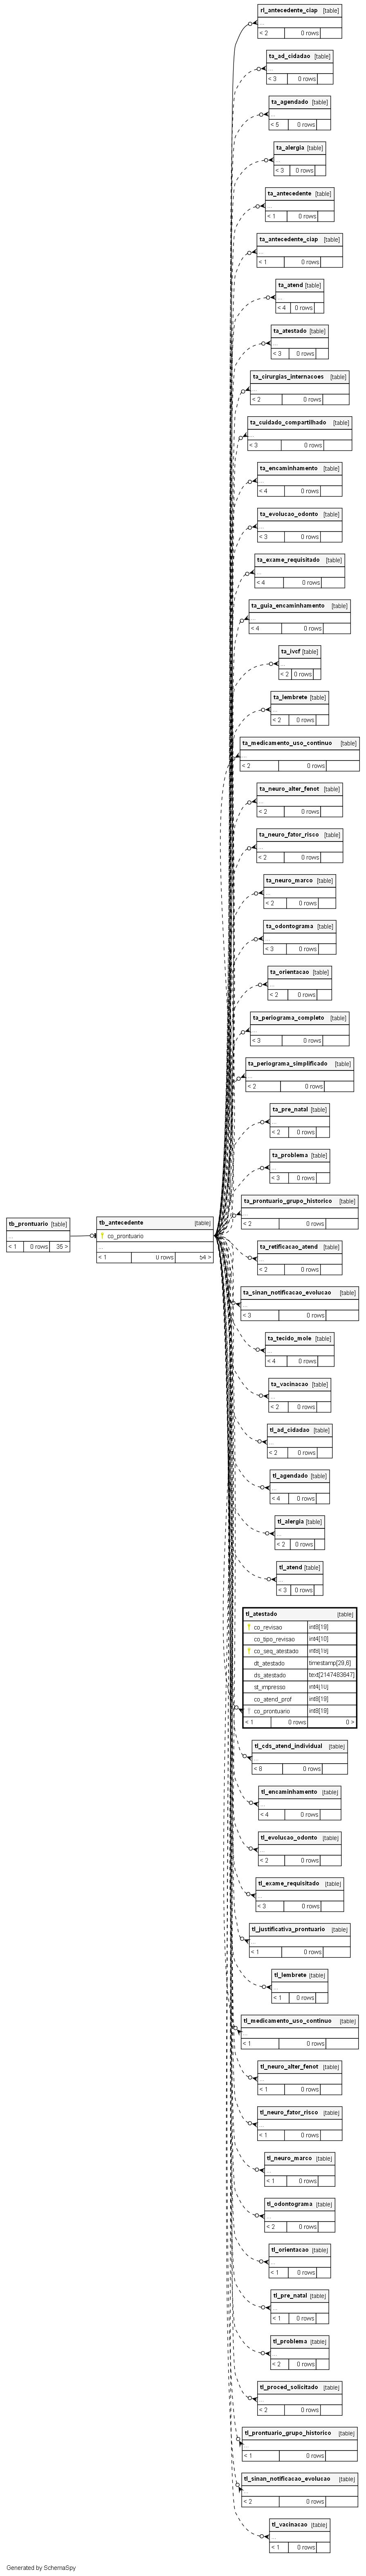 rl_antecedente_ciap [table]
...
< 2 0 rows
ta_ad_cidadao [table]
...
< 3 0 rows
ta_agendado [table]
...
< 5 0 rows
ta_alergia [table]
...
< 3 0 rows
ta_antecedente [table]
...
< 1 0 rows
ta_antecedente_ciap [table]
...
< 1 0 rows
ta_atend [table]
...
< 4 0 rows
ta_atestado [table]
...
< 3 0 rows
ta_cirurgias_internacoes [table]
...
< 2 0 rows
ta_cuidado_compartilhado [table]
...
< 3 0 rows
ta_encaminhamento [table]
...
< 4 0 rows
ta_evolucao_odonto [table]
...
< 3 0 rows
ta_exame_requisitado [table]
...
< 4 0 rows
ta_guia_encaminhamento [table]
...
< 4 0 rows
ta_ivcf [table]
...
< 2 0 rows
ta_lembrete [table]
...
< 2 0 rows
ta_medicamento_uso_continuo [table]
...
< 2 0 rows
ta_neuro_alter_fenot [table]
...
< 2 0 rows
ta_neuro_fator_risco [table]
...
< 2 0 rows
ta_neuro_marco [table]
...
< 2 0 rows
ta_odontograma [table]
...
< 3 0 rows
ta_orientacao [table]
...
< 2 0 rows
ta_periograma_completo [table]
...
< 3 0 rows
ta_periograma_simplificado [table]
...
< 2 0 rows
ta_pre_natal [table]
...
< 2 0 rows
ta_problema [table]
...
< 3 0 rows
ta_prontuario_grupo_historico [table]
...
< 2 0 rows
tb_prontuario [table]
...
< 1 0 rows 35 >
tb_antecedente [table]
co_prontuario
...
< 1 0 rows 54 >
ta_retificacao_atend [table]
...
< 2 0 rows
ta_sinan_notificacao_evolucao [table]
...
< 3 0 rows
ta_tecido_mole [table]
...
< 4 0 rows
ta_vacinacao [table]
...
< 2 0 rows
tl_ad_cidadao [table]
...
< 2 0 rows
tl_agendado [table]
...
< 4 0 rows
tl_alergia [table]
...
< 2 0 rows
tl_atend [table]
...
< 3 0 rows
tl_atestado [table]
co_revisao int8[19]
co_tipo_revisao int4[10]
co_seq_atestado int8[19]
dt_atestado timestamp[29,6]
ds_atestado text[2147483647]
st_impresso int4[10]
co_atend_prof int8[19]
co_prontuario int8[19]
< 1 0 rows 0 >
tl_cds_atend_individual [table]
...
< 8 0 rows
tl_encaminhamento [table]
...
< 4 0 rows
tl_evolucao_odonto [table]
...
< 2 0 rows
tl_exame_requisitado [table]
...
< 3 0 rows
tl_justificativa_prontuario [table]
...
< 1 0 rows
tl_lembrete [table]
...
< 1 0 rows
tl_medicamento_uso_continuo [table]
...
< 1 0 rows
tl_neuro_alter_fenot [table]
...
< 1 0 rows
tl_neuro_fator_risco [table]
...
< 1 0 rows
tl_neuro_marco [table]
...
< 1 0 rows
tl_odontograma [table]
...
< 2 0 rows
tl_orientacao [table]
...
< 1 0 rows
tl_pre_natal [table]
...
< 1 0 rows
tl_problema [table]
...
< 2 0 rows
tl_proced_solicitado [table]
...
< 2 0 rows
tl_prontuario_grupo_historico [table]
...
< 1 0 rows
tl_sinan_notificacao_evolucao [table]
...
< 2 0 rows
tl_vacinacao [table]
...
< 1 0 rows
Generated by SchemaSpy